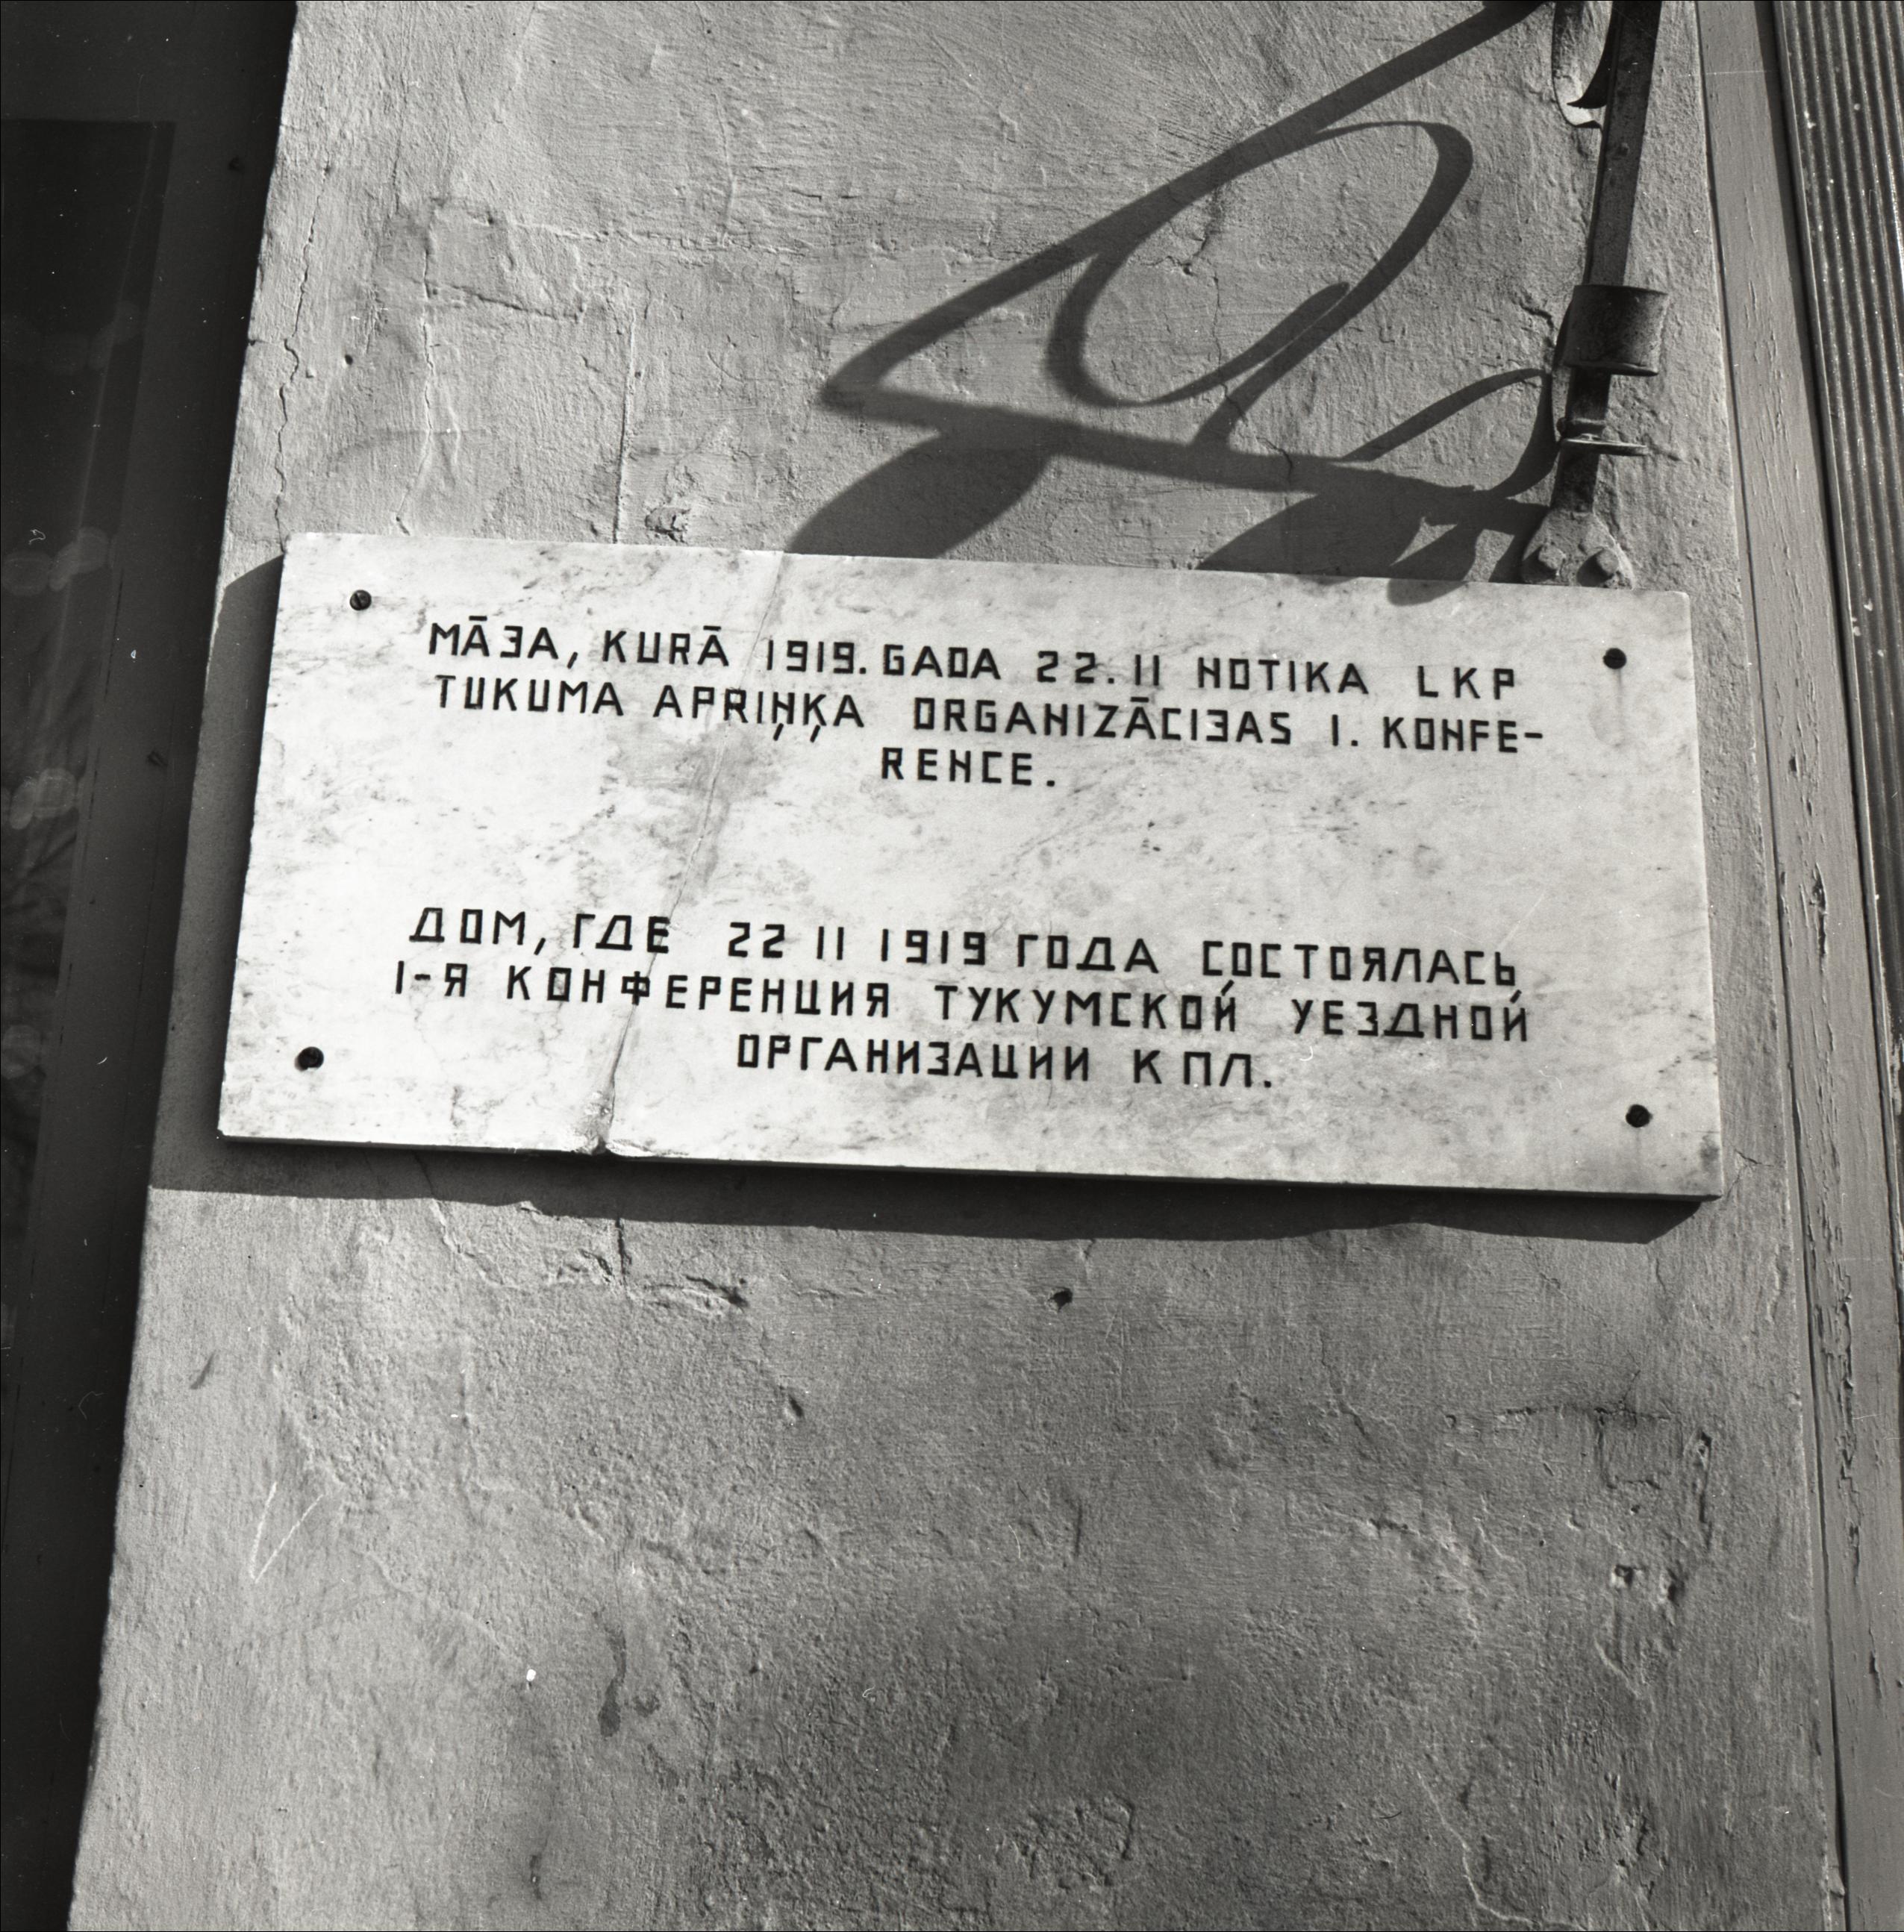 MĀJA, KURĀ 1919. GADA 22. II NOTIKA LKP
TUKUMA APRIŅĶA ORGANIZĀCIJAS I. KONFE-
RENCE.
ДОМ, ГДЕ 22 II 1919 ГОДА СОСТОЯЛАСЬ
I-Я КОНФЕРЕНЦИЯ ТУКУМСКОЙ УЕЗДНОЙ
ОРГАНИЗАЦИИ КПЛ.